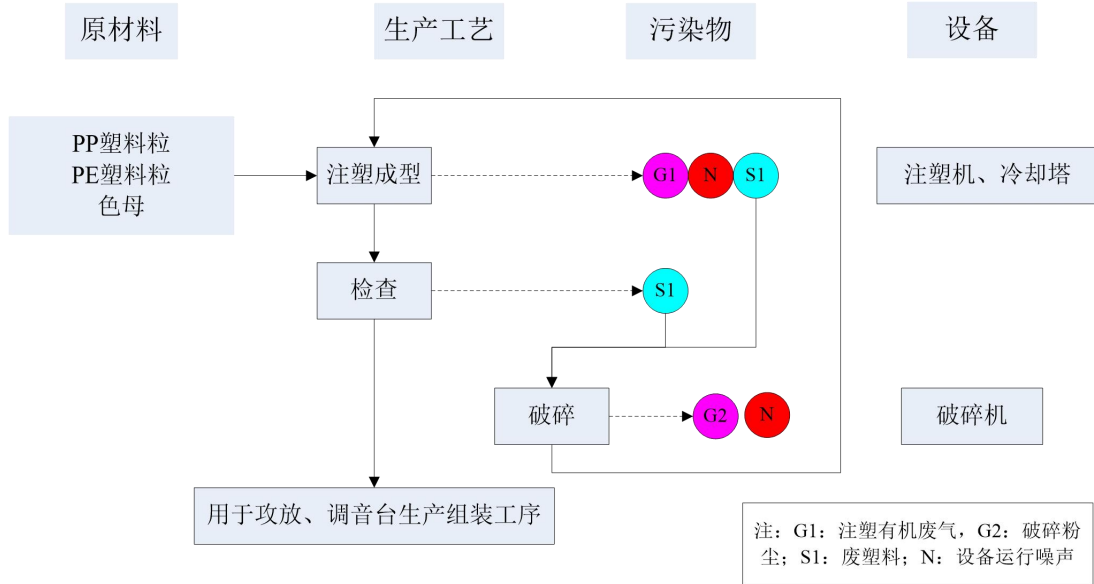 原材料
生产工艺
污染物
设备
PP塑料粒
PE塑料粒
色母
注塑成型
G1
N
S1
注塑机、冷却塔
检查
S1
破碎
G2
N
破碎机
用于攻放、调音台生产组装工序
注：G1：注塑有机废气，G2：破碎粉
尘；S1：废塑料；N：设备运行噪声